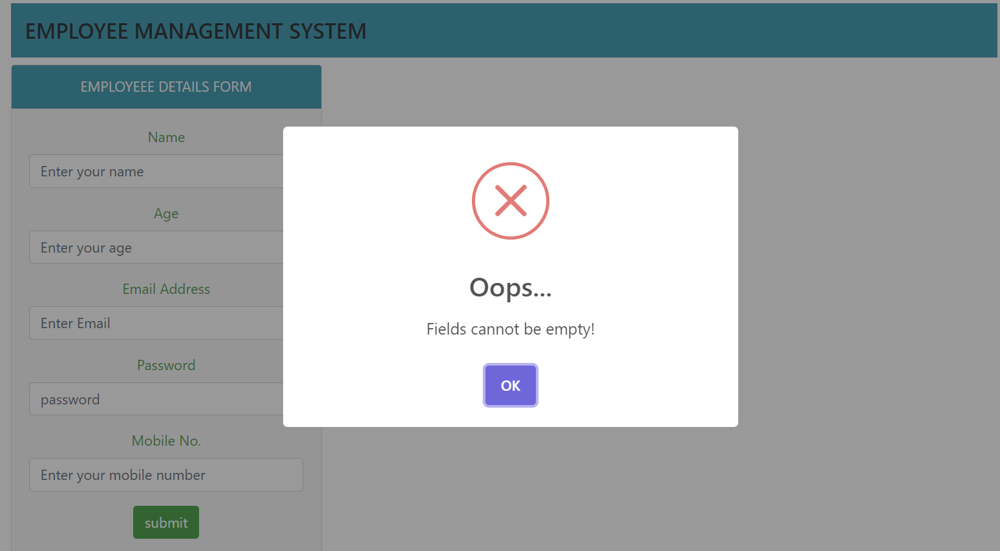 EMPLOYEE MANAGEMENT SYSTEM
EMPLOYEEE DETAILS FORM
Name
Enter your name
Age
Enter your age
Email Address
Enter Email
Password
password
Mobile No.
Enter your mobile number
submit
Oops...
Fields cannot be empty!
OK